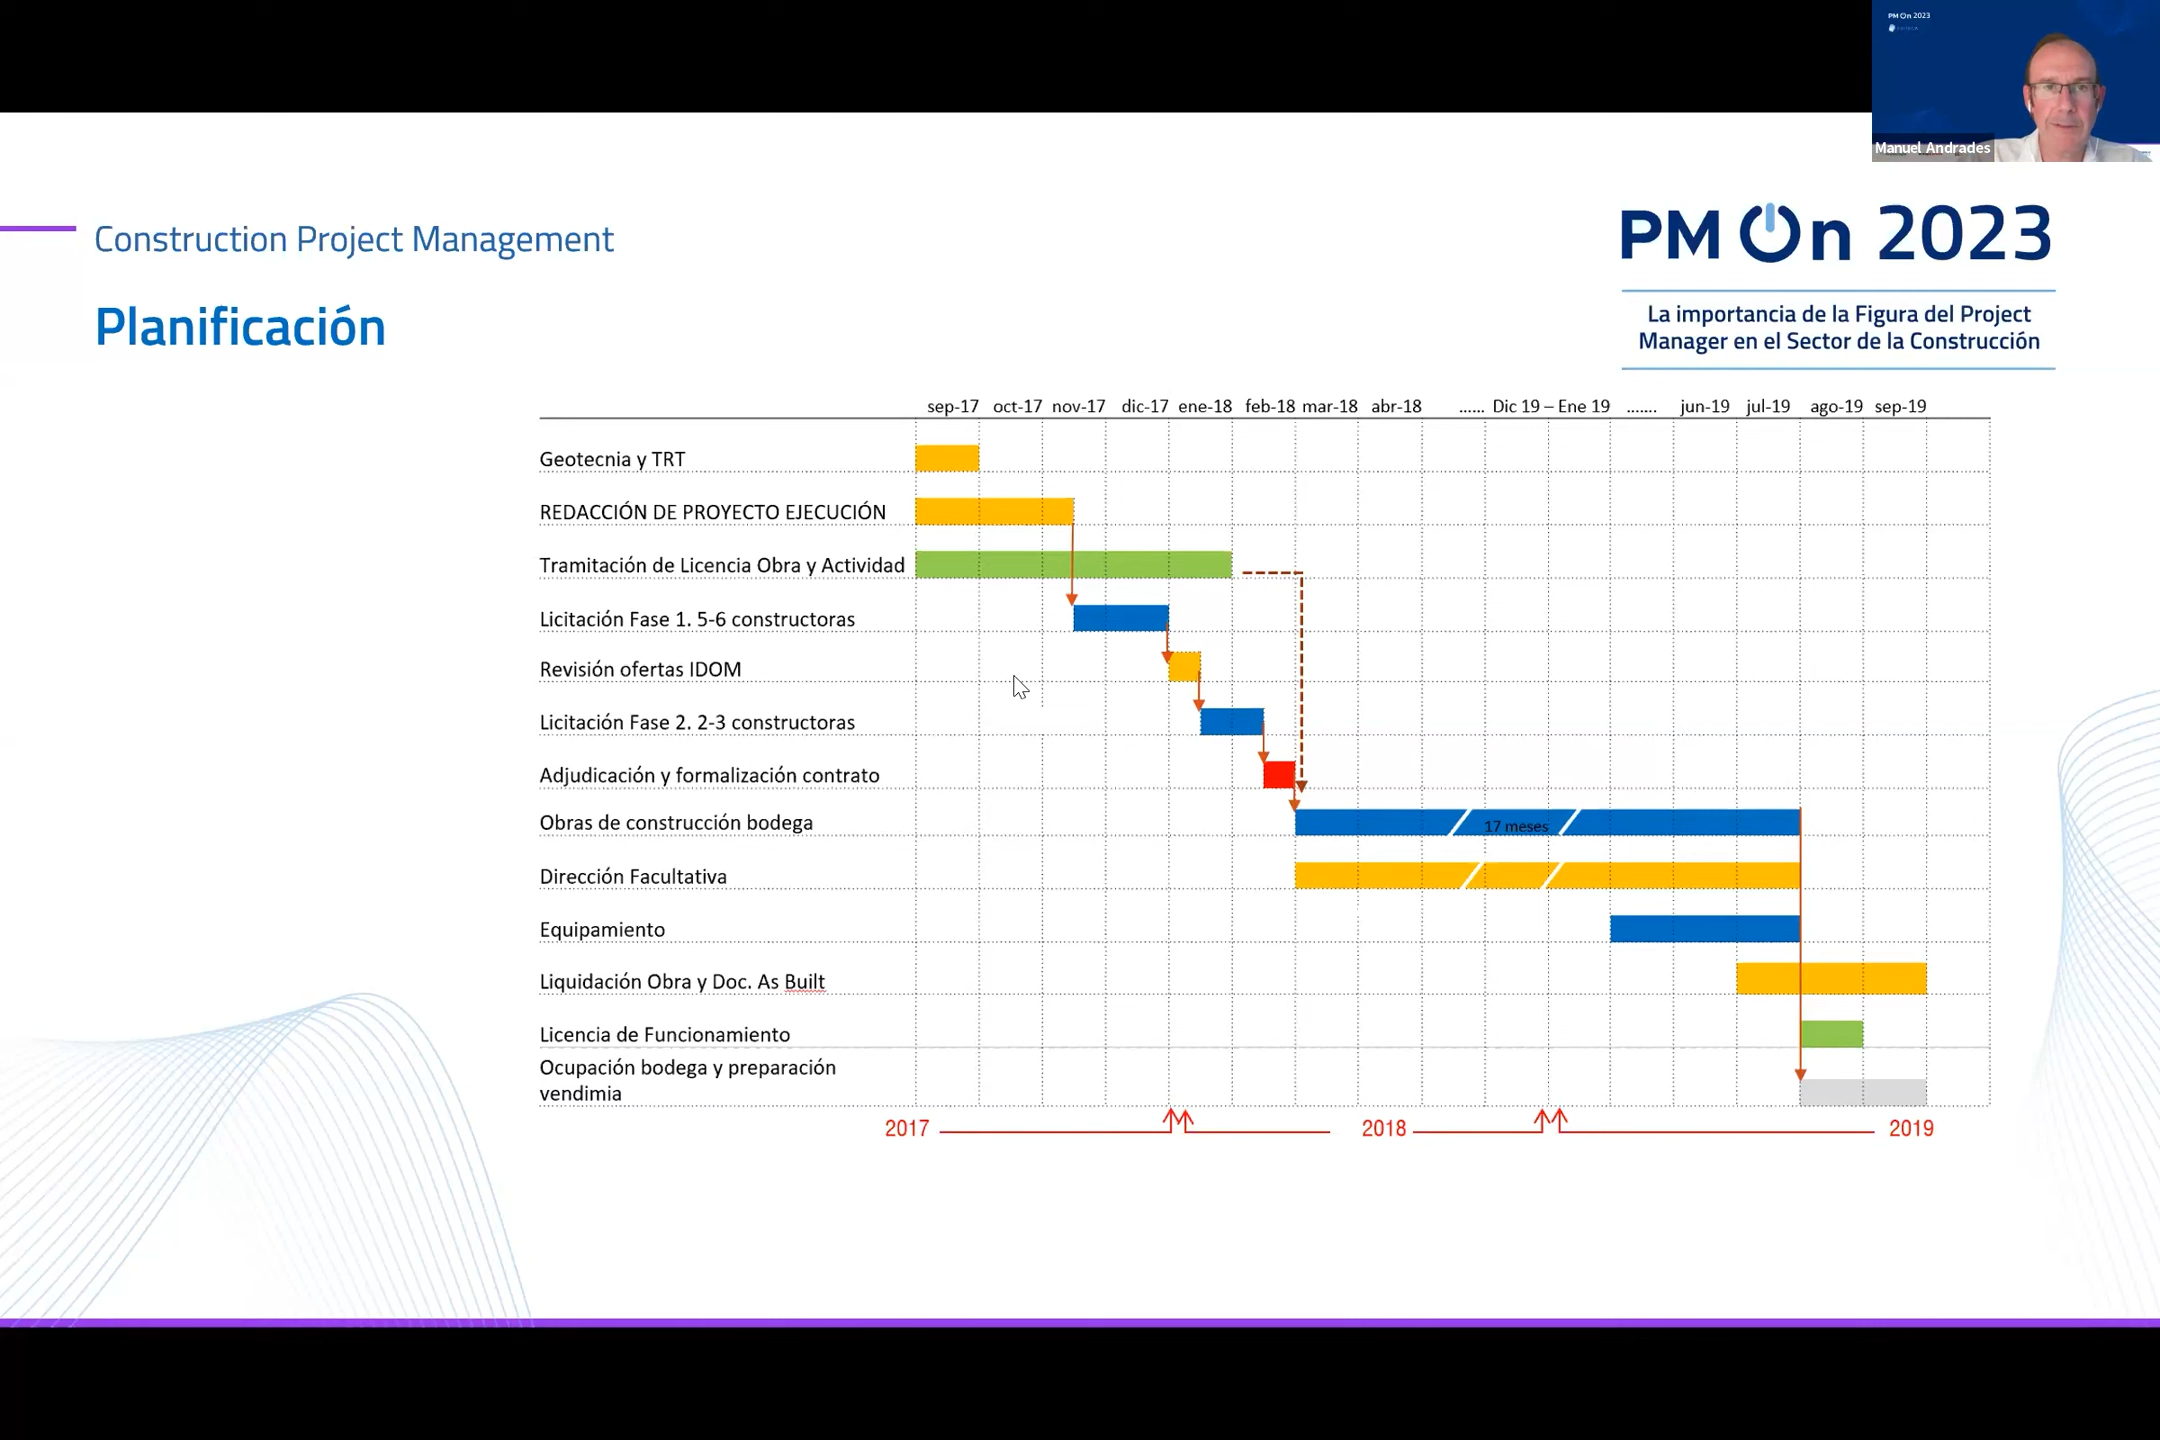 PM On 2023
Manuel Andrades
Construction Project Management
PM On 2023
Planificación
La importancia de la Figura del Project
Manager en el Sector de la Construcción
sep-17 oct-17 nov-17 dic-17 ene-18 feb-18 mar-18 abr-18 ...... Dic 19 – Ene 19 ....... jun-19 jul-19 ago-19 sep-19
Geotecnia y TRT
REDACCIÓN DE PROYECTO EJECUCIÓN
Tramitación de Licencia Obra y Actividad
Licitación Fase 1. 5-6 constructoras
Revisión ofertas IDOM
Licitación Fase 2. 2-3 constructoras
Adjudicación y formalización contrato
Obras de construcción bodega
17 meses
Dirección Facultativa
Equipamiento
Liquidación Obra y Doc. As Built
Licencia de Funcionamiento
Ocupación bodega y preparación
vendimia
2017 2018 2019